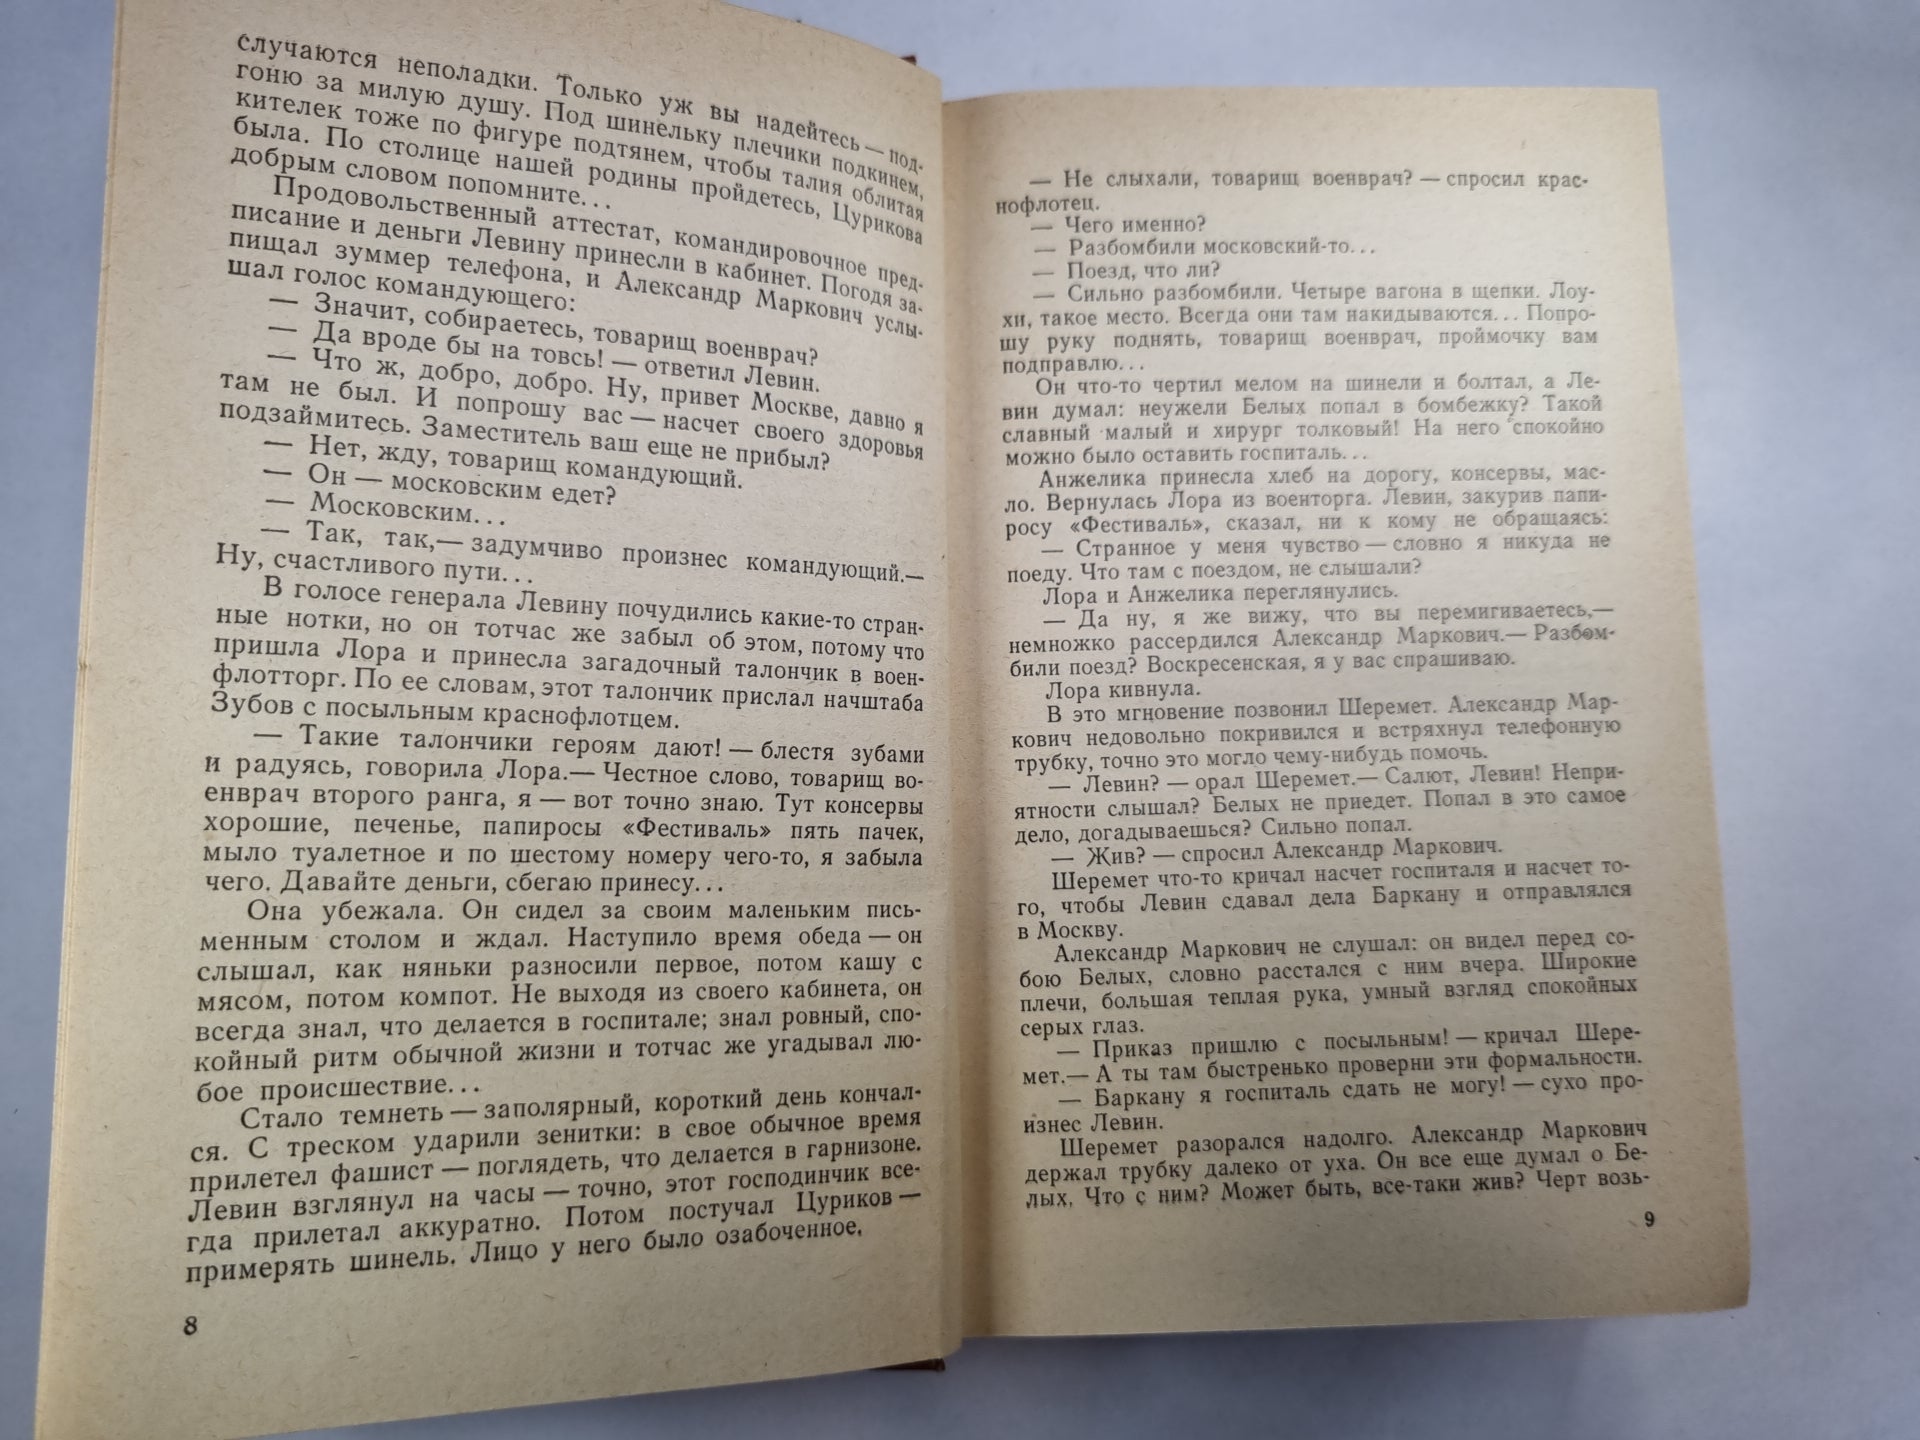 случаются неполадки. Только уж вы надейтесь — под-
гоню за милую душу. Под шинельку плечики подкинем,
кителек тоже по фигуре подтянем, чтобы талия облитая
была. По столице нашей родины пройдетесь, Цурикова
добрым словом попомните...
Продовольственный аттестат, командировочное пред-
писание и деньги Левину принесли в кабинет. Погодя за-
пищал зуммер телефона, и Александр Маркович услы-
шал голос командующего:
— Значит, собираетесь, товарищ военврач?
— Да вроде бы на товсь! — ответил Левин.
— Что ж, добро, добро. Ну, привет Москве, давно я
там не был. И попрошу вас — насчет своего здоровья
подзаймитесь. Заместитель ваш еще не прибыл?
— Нет, жду, товарищ командующий.
— Он — московским едет?
— Московским...
— Так, так,— задумчиво произнес командующий.—
Ну, счастливого пути...
В голосе генерала Левину почудились какие-то стран-
ные нотки, но он тотчас же забыл об этом, потому что
пришла Лора и принесла загадочный талончик в воен-
флотторг. По ее словам, этот талончик прислал начштаба
Зубов с посыльным краснофлотцем.
— Такие талончики героям дают! — блестя зубами
и радуясь, говорила Лора.— Честное слово, товарищ во-
енврач второго ранга, я — вот точно знаю. Тут консервы
хорошие, печенье, папиросы «Фестиваль» пять пачек,
мыло туалетное и по шестому номеру чего-то, я забыла
чего. Давайте деньги, сбегаю принесу...
Она убежала. Он сидел за своим маленьким пись-
менным столом и ждал. Наступило время обеда — он
слышал, как няньки разносили первое, потом кашу с
мясом, потом компот. Не выходя из своего кабинета, он
всегда знал, что делается в госпитале; знал ровный, спо-
койный ритм обычной жизни и тотчас же угадывал лю-
бое происшествие...
Стало темнеть — заполярный, короткий день кончал-
ся. С треском ударили зенитки: в свое обычное время
прилетел фашист — поглядеть, что делается в гарнизоне.
Левин взглянул на часы — точно, этот господинчик все-
гда прилетал аккуратно. Потом постучал Цуриков —
примерять шинель. Лицо у него было озабоченное.
8
— Не слыхали, товарищ военврач? — спросил крас-
нофлотец.
— Чего именно?
— Разбомбили московский-то...
— Поезд, что ли?
— Сильно разбомбили. Четыре вагона в щепки. Лоу-
хи, такое место. Всегда они там накидываются... Попро-
шу руку поднять, товарищ военврач, проймочку вам
подправлю...
Он что-то чертил мелом на шинели и болтал, а Ле-
вин думал: неужели Белых попал в бомбежку? Такой
славный малый и хирург толковый! На него спокойно
можно было оставить госпиталь...
Анжелика принесла хлеб на дорогу, консервы, мас-
ло. Вернулась Лора из военторга. Левин, закурив папи-
росу «Фестиваль», сказал, ни к кому не обращаясь:
— Странное у меня чувство — словно я никуда не
поеду. Что там с поездом, не слышали?
Лора и Анжелика переглянулись.
— Да ну, я же вижу, что вы перемигиваетесь,—
немножко рассердился Александр Маркович.— Разбом-
били поезд? Воскресенская, я у вас спрашиваю.
Лора кивнула.
В это мгновение позвонил Шеремет. Александр Мар-
кович недовольно покривился и встряхнул телефонную
трубку, точно это могло чему-нибудь помочь.
— Левин? — орал Шеремет.— Салют, Левин! Непри-
ятности слышал? Белых не приедет. Попал в это самое
дело, догадываешься? Сильно попал.
— Жив? — спросил Александр Маркович.
Шеремет что-то кричал насчет госпиталя и насчет то-
го, чтобы Левин сдавал дела Баркану и отправлялся
в Москву.
Александр Маркович не слушал: он видел перед со-
бою Белых, словно расстался с ним вчера. Широкие
плечи, большая теплая рука, умный взгляд спокойных
серых глаз.
— Приказ пришлю с посыльным! — кричал Шере-
мет.— А ты там быстренько проверни эти формальности.
— Баркану я госпиталь сдать не могу! — сухо про-
изнес Левин.
Шеремет разорался надолго. Александр Маркович
держал трубку далеко от уха. Он все еще думал о Бе-
лых. Что с ним? Может быть, все-таки жив? Черт возь-
9